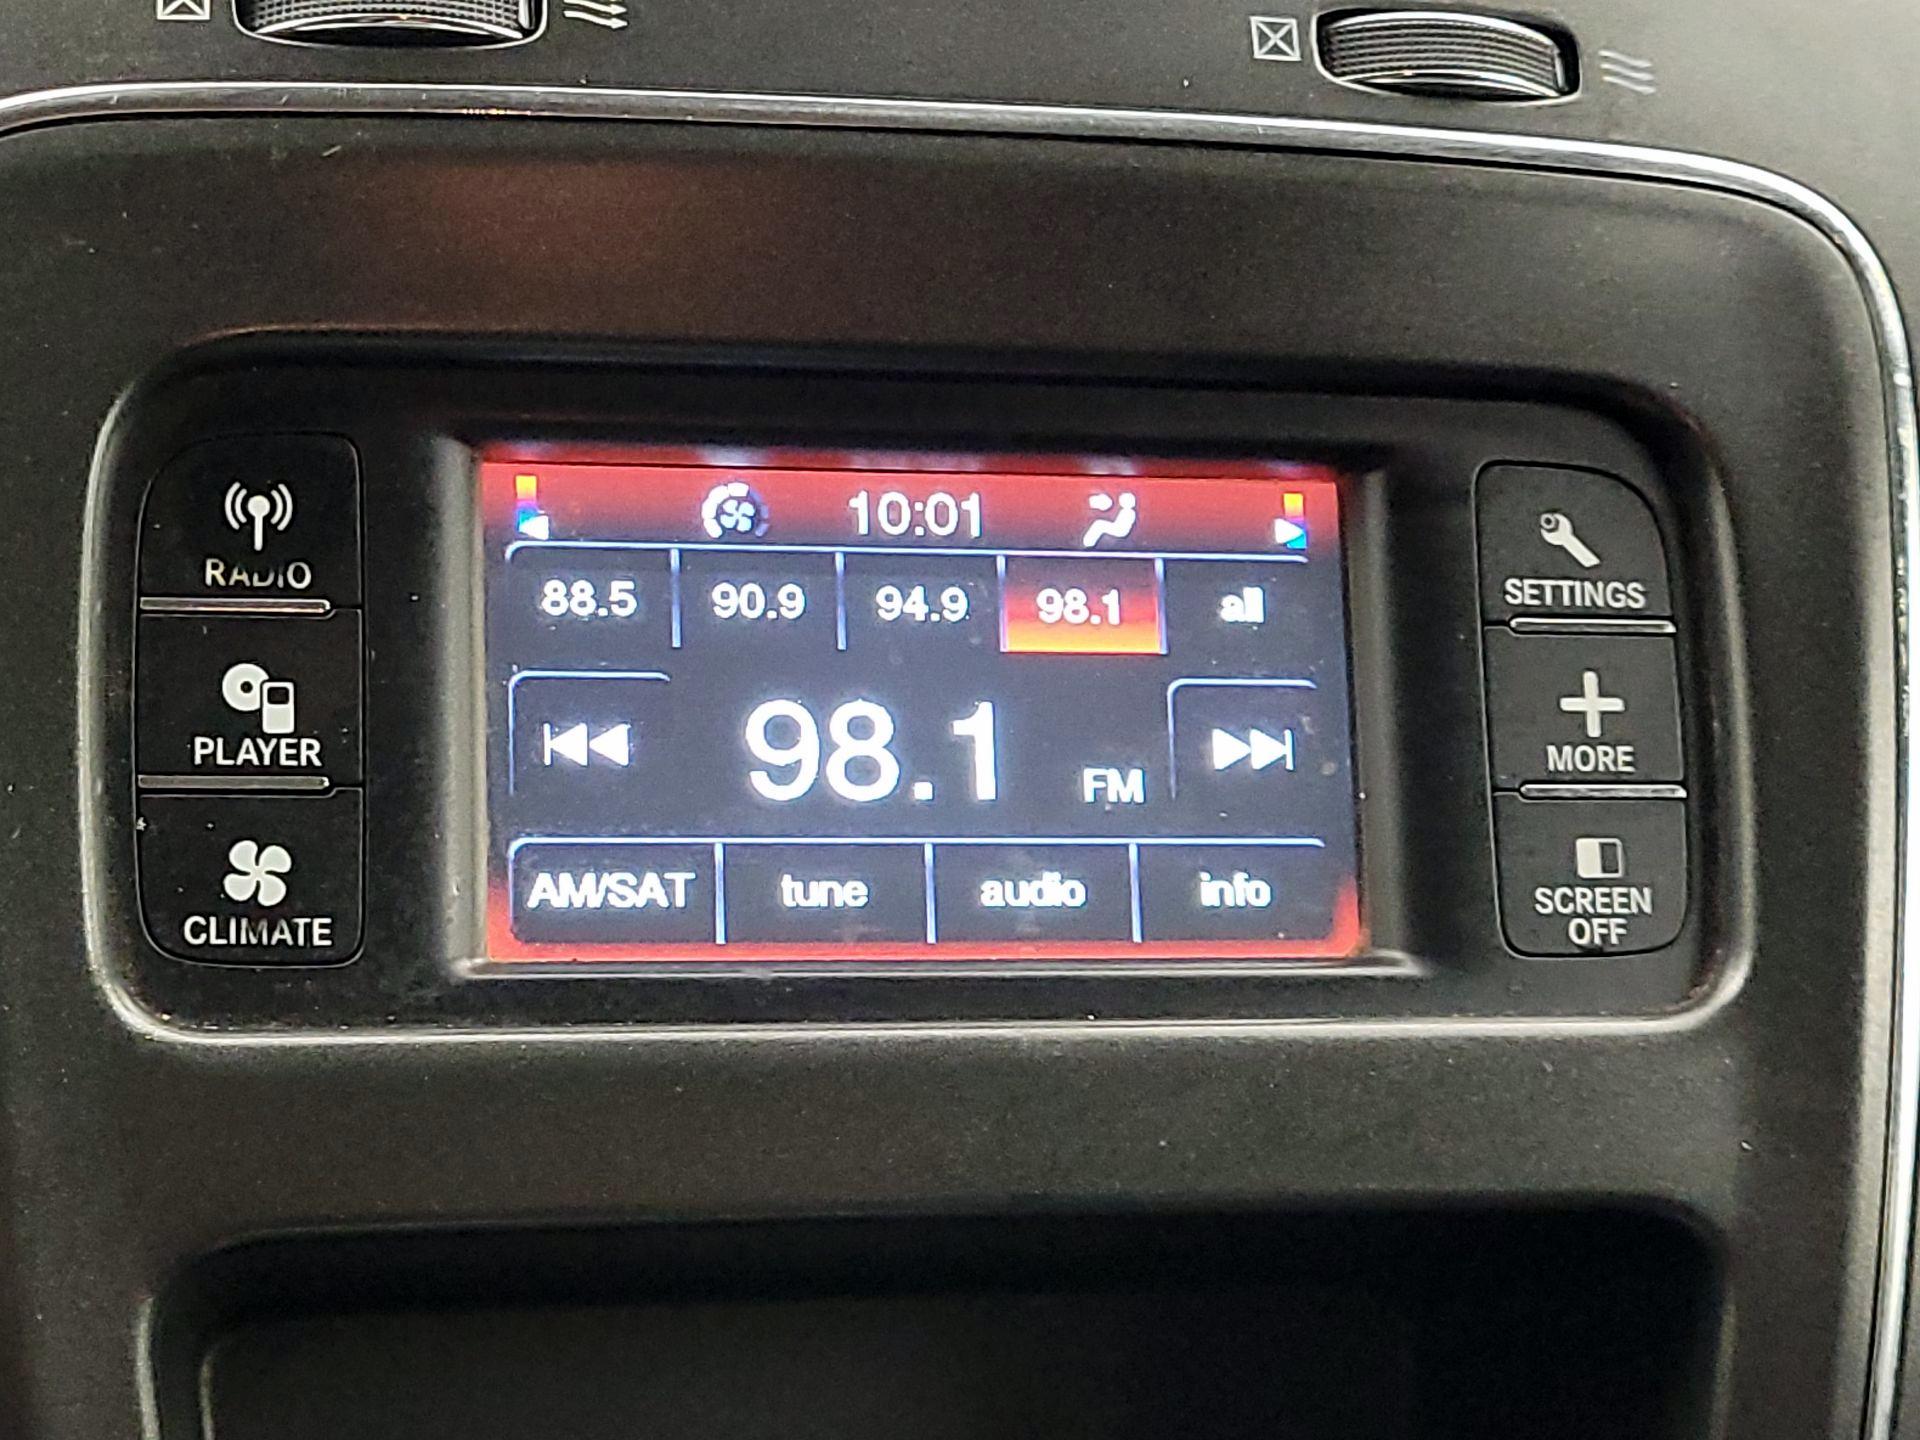 10:01
88.5 90.9 94.9 98.1 all
98.1 FM
AM/SAT tune audio info
RADIO
PLAYER
CLIMATE
SETTINGS
MORE
SCREEN
OFF